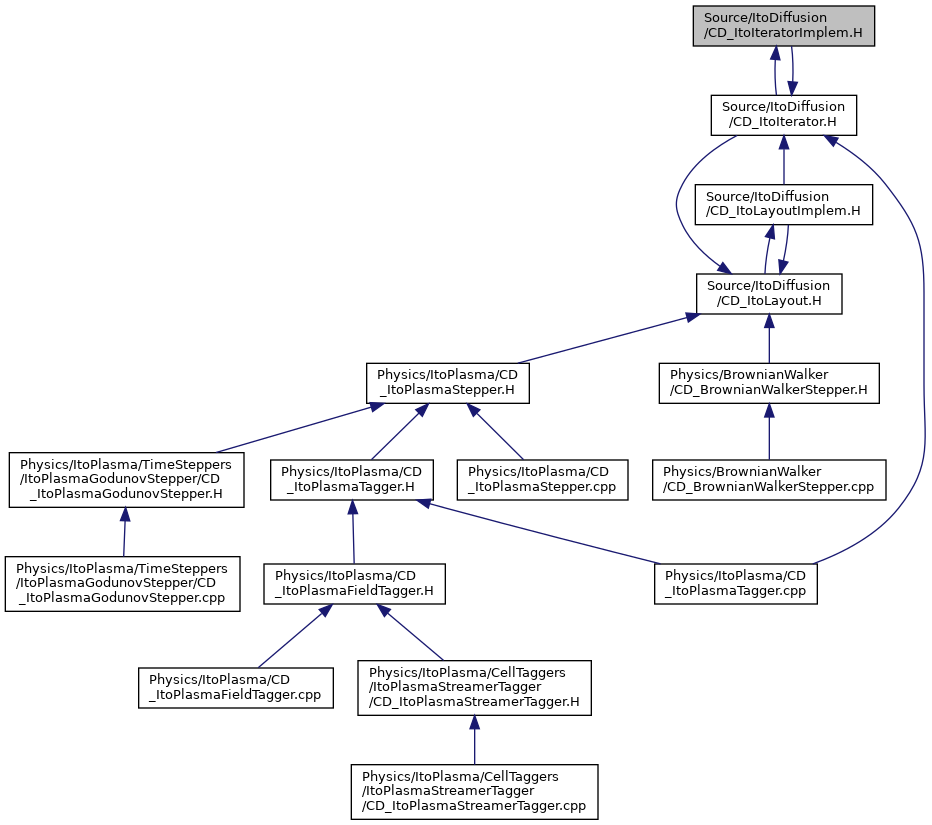 Source/ItoDiffusion
/CD_ItoIteratorImplem.H
Source/ItoDiffusion
/CD_ItoIterator.H
Source/ItoDiffusion
/CD_ItoLayoutImplem.H
Source/ItoDiffusion
/CD_ItoLayout.H
Physics/ItoPlasma/CD
_ItoPlasmaStepper.H
Physics/BrownianWalker
/CD_BrownianWalkerStepper.H
Physics/ItoPlasma/TimeSteppers
/ItoPlasmaGodunovStepper/CD
_ItoPlasmaGodunovStepper.H
Physics/ItoPlasma/CD
_ItoPlasmaTagger.H
Physics/ItoPlasma/CD
_ItoPlasmaStepper.cpp
Physics/BrownianWalker
/CD_BrownianWalkerStepper.cpp
Physics/ItoPlasma/TimeSteppers
/ItoPlasmaGodunovStepper/CD
_ItoPlasmaGodunovStepper.cpp
Physics/ItoPlasma/CD
_ItoPlasmaFieldTagger.H
Physics/ItoPlasma/CD
_ItoPlasmaTagger.cpp
Physics/ItoPlasma/CD
_ItoPlasmaFieldTagger.cpp
Physics/ItoPlasma/CellTaggers
/ItoPlasmaStreamerTagger
/CD_ItoPlasmaStreamerTagger.H
Physics/ItoPlasma/CellTaggers
/ItoPlasmaStreamerTagger
/CD_ItoPlasmaStreamerTagger.cpp